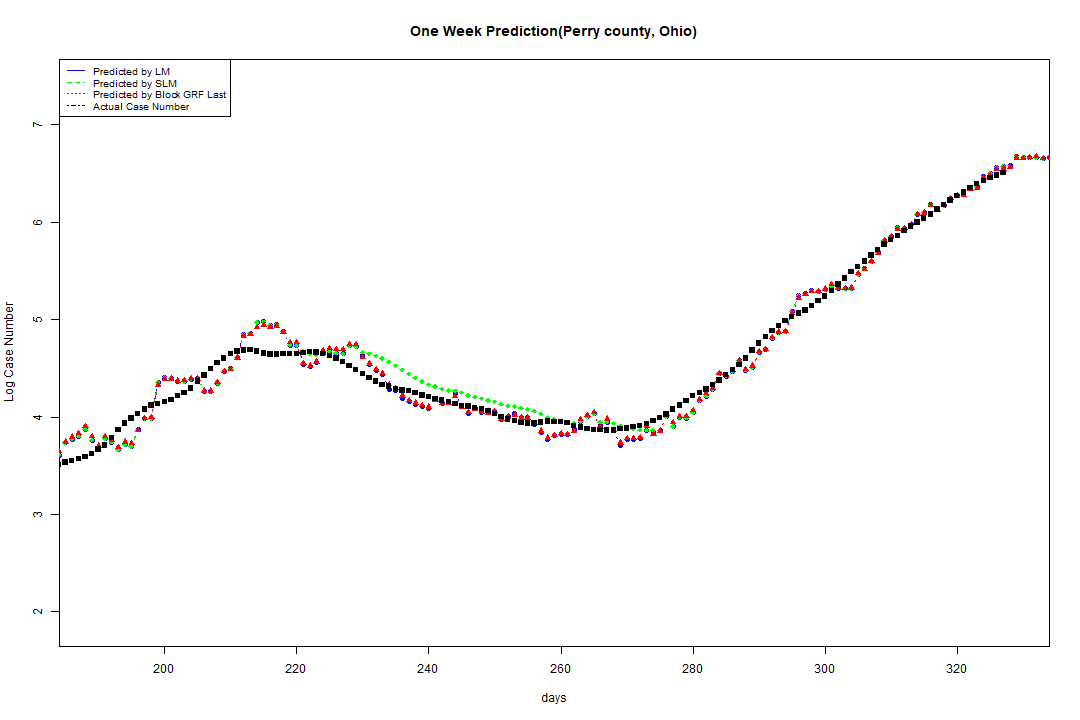 One Week Prediction(Perry county, Ohio)
Predicted by LM
Predicted by SLM
Predicted by Block GRF Last
Actual Case Number
7
6
5
4
3
2
Log Case Number
200 220 240 260 280 300 320
days